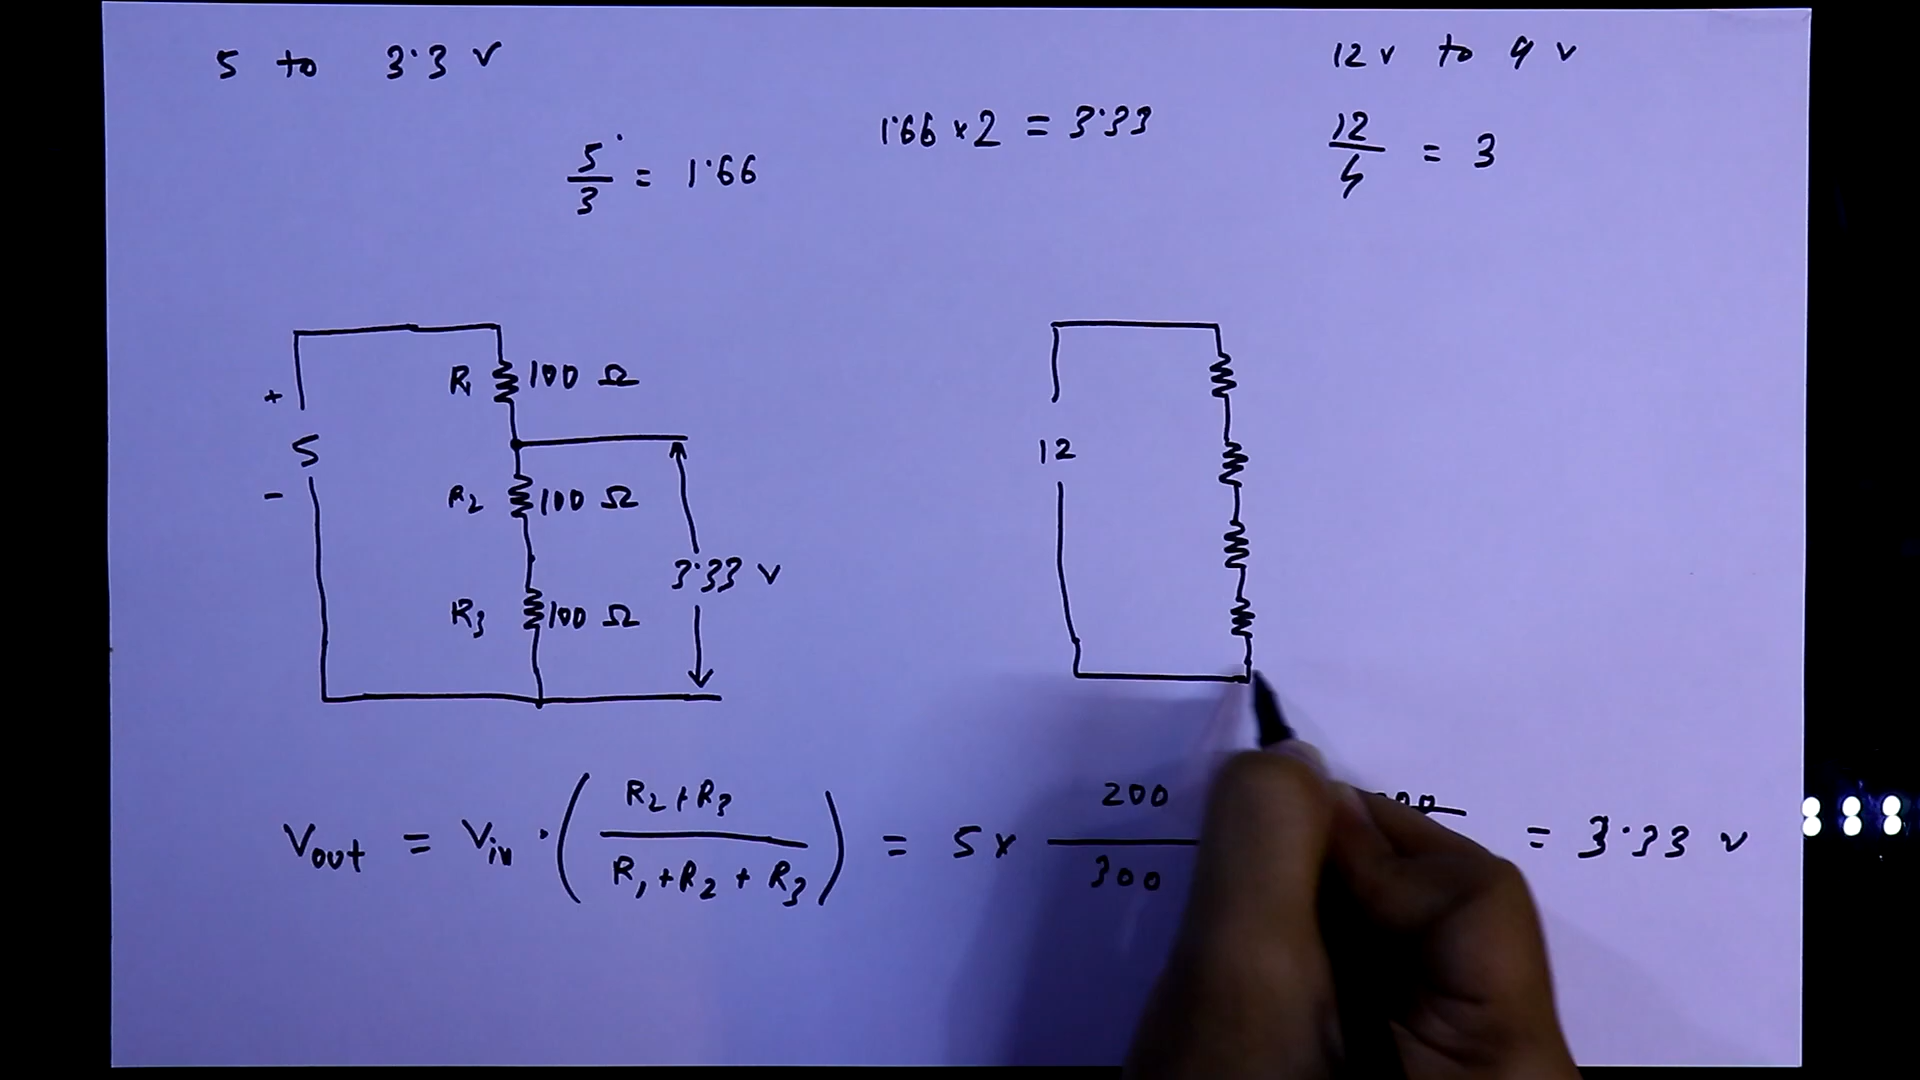 5 to 3.3 v
12 v to 9 v
1.66 × 2 = 3.33
12/4 = 3
5/3 = 1.66
R1 100 Ω
+
5
-
12
R2 100 Ω
3.33 v
R3 100 Ω
Vout = Vin . ( R2 + R3 / R1 + R2 + R3 ) = 5 × 200 / 300 = 3.33 v